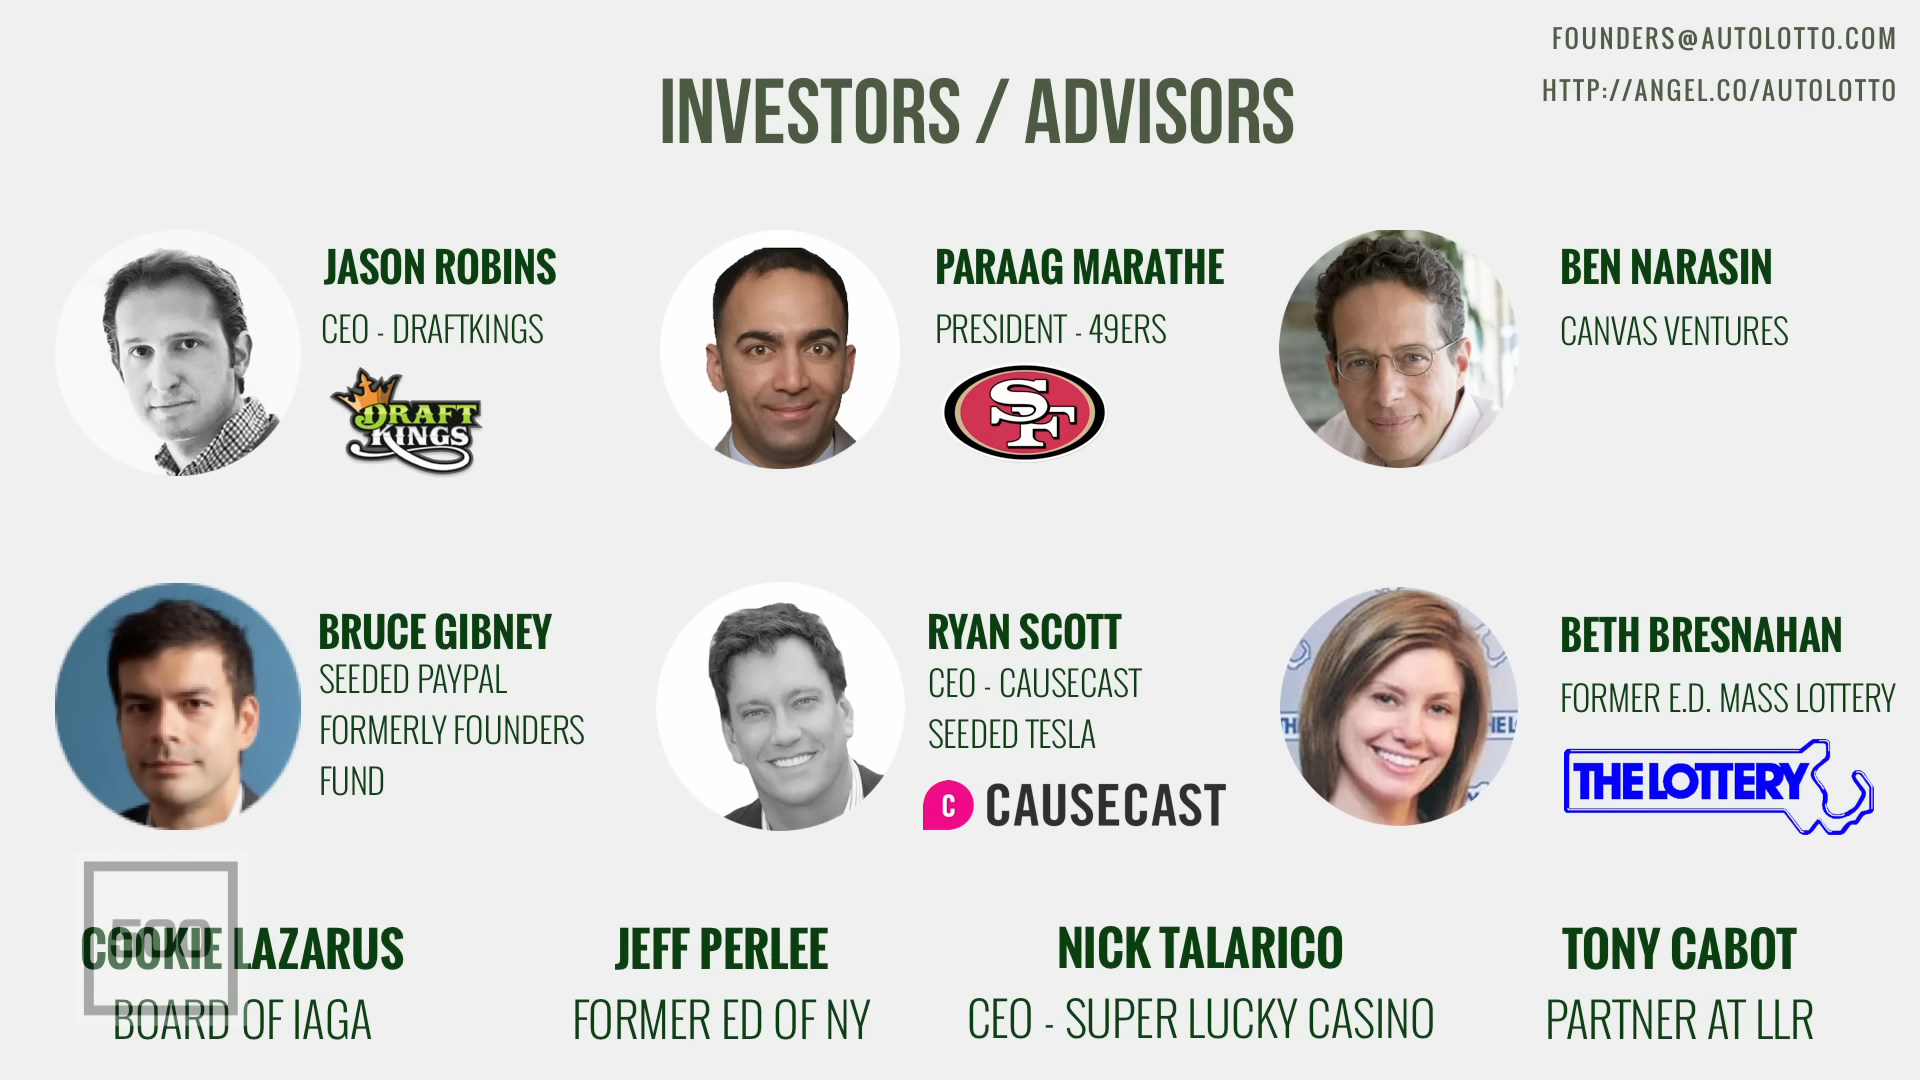 FOUNDERS@AUTOLOTTO.COM
HTTP://ANGEL.CO/AUTOLOTTO
INVESTORS / ADVISORS
JASON ROBINS
CEO - DRAFTKINGS
DRAFT
KINGS
PARAAG MARATHE
PRESIDENT - 49ERS
SF
BEN NARASIN
CANVAS VENTURES
BRUCE GIBNEY
SEEDED PAYPAL
FORMERLY FOUNDERS
FUND
RYAN SCOTT
CEO - CAUSECAST
SEEDED TESLA
C CAUSECAST
BETH BRESNAHAN
FORMER E.D. MASS LOTTERY
THE LOTTERY
500
COOKIE LAZARUS
BOARD OF IAGA
JEFF PERLEE
FORMER ED OF NY
NICK TALARICO
CEO - SUPER LUCKY CASINO
TONY CABOT
PARTNER AT LLR